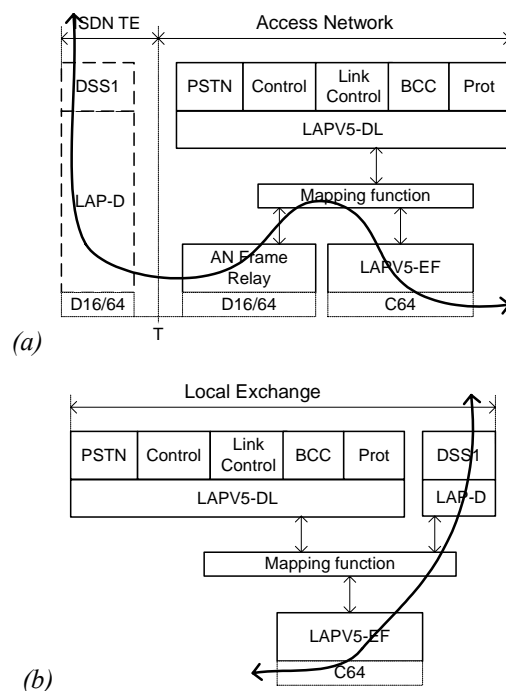 SDN TE
Access Network
DSS1
PSTN
Control
Link
Control
BCC
Prot
LAPV5-DL
LAP-D
Mapping function
AN Frame
Relay
LAPV5-EF
D16/64
D16/64
C64
T
(a)
Local Exchange
PSTN
Control
Link
Control
BCC
Prot
DSS1
LAPV5-DL
LAP-D
Mapping function
LAPV5-EF
C64
(b)